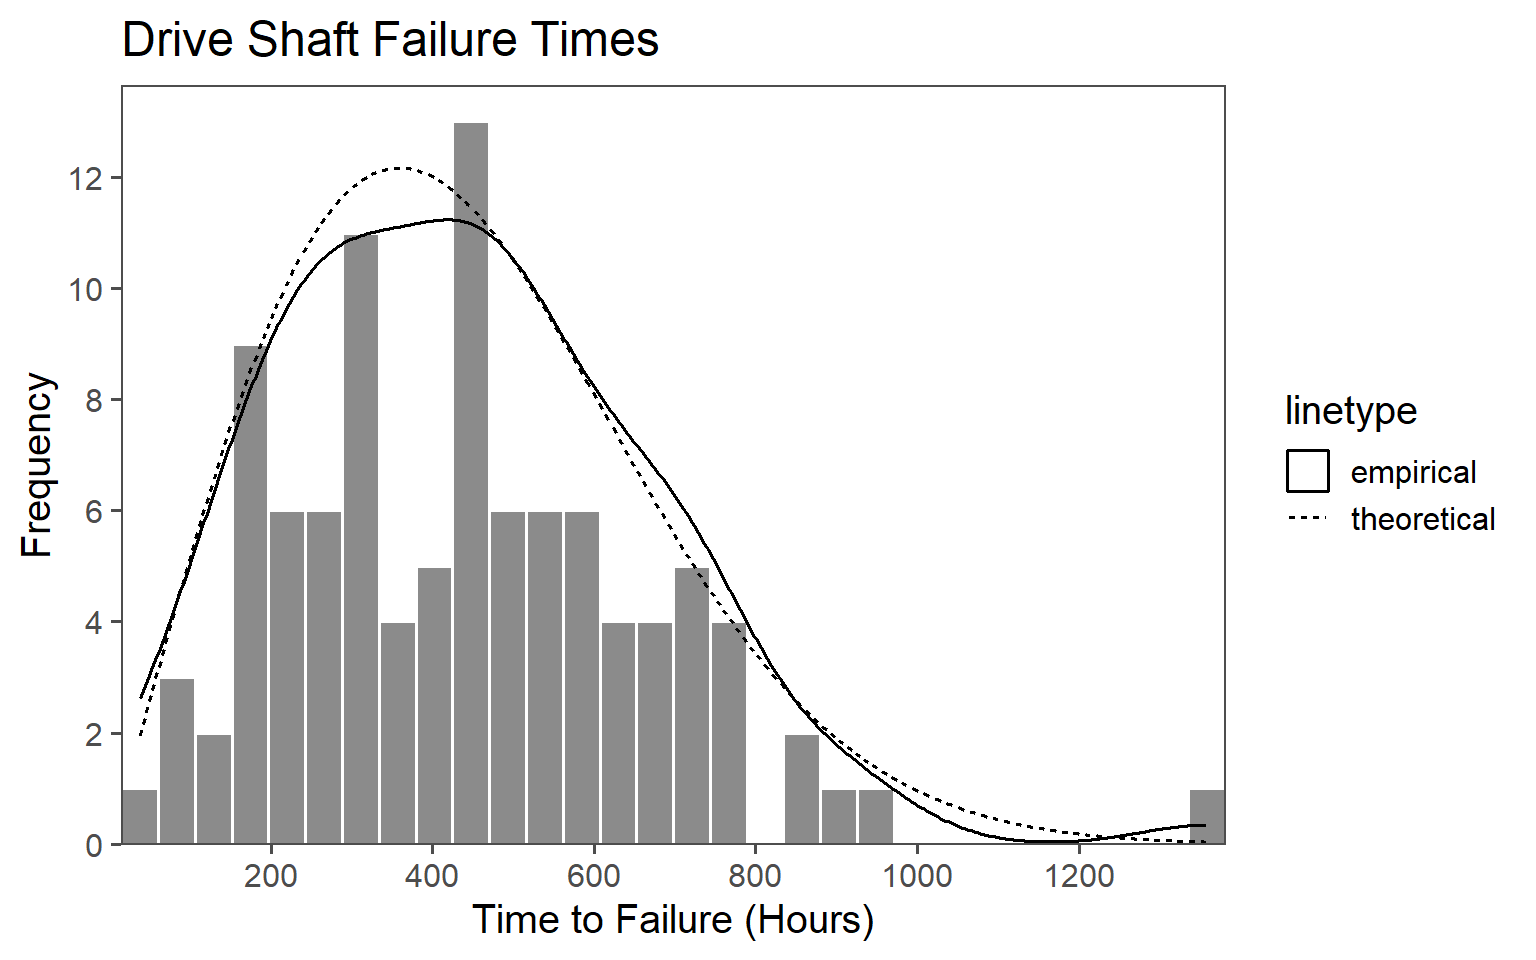 Drive Shaft Failure Times
Frequency
12
10
8
6
4
2
0
200 400 600 800 1000 1200
Time to Failure (Hours)
linetype
empirical
theoretical